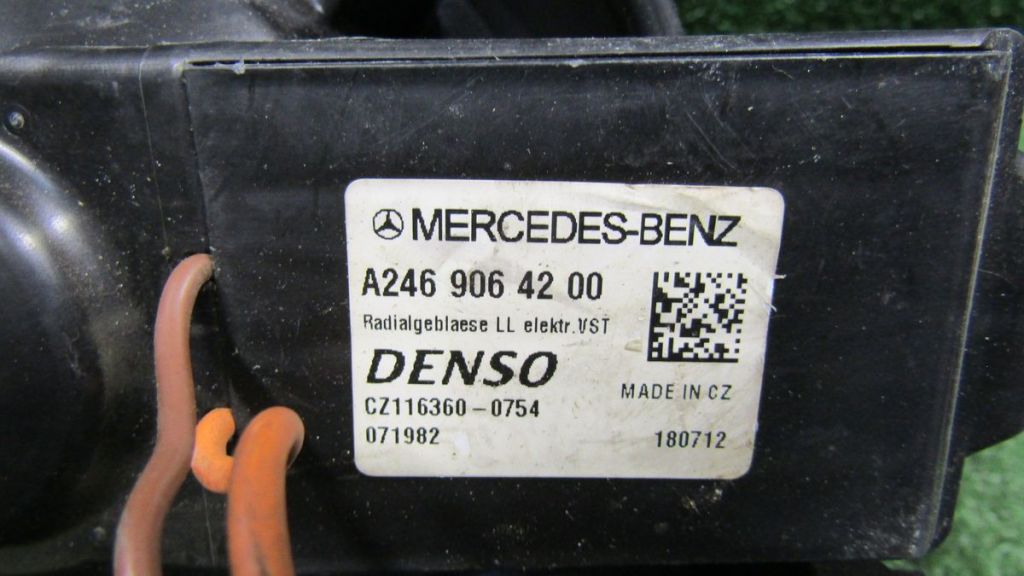 MERCEDES-BENZ
A246 906 42 00
Radialgeblaese LL elektr.VST
DENSO
MADE IN CZ
CZ116360-0754
071982
180712